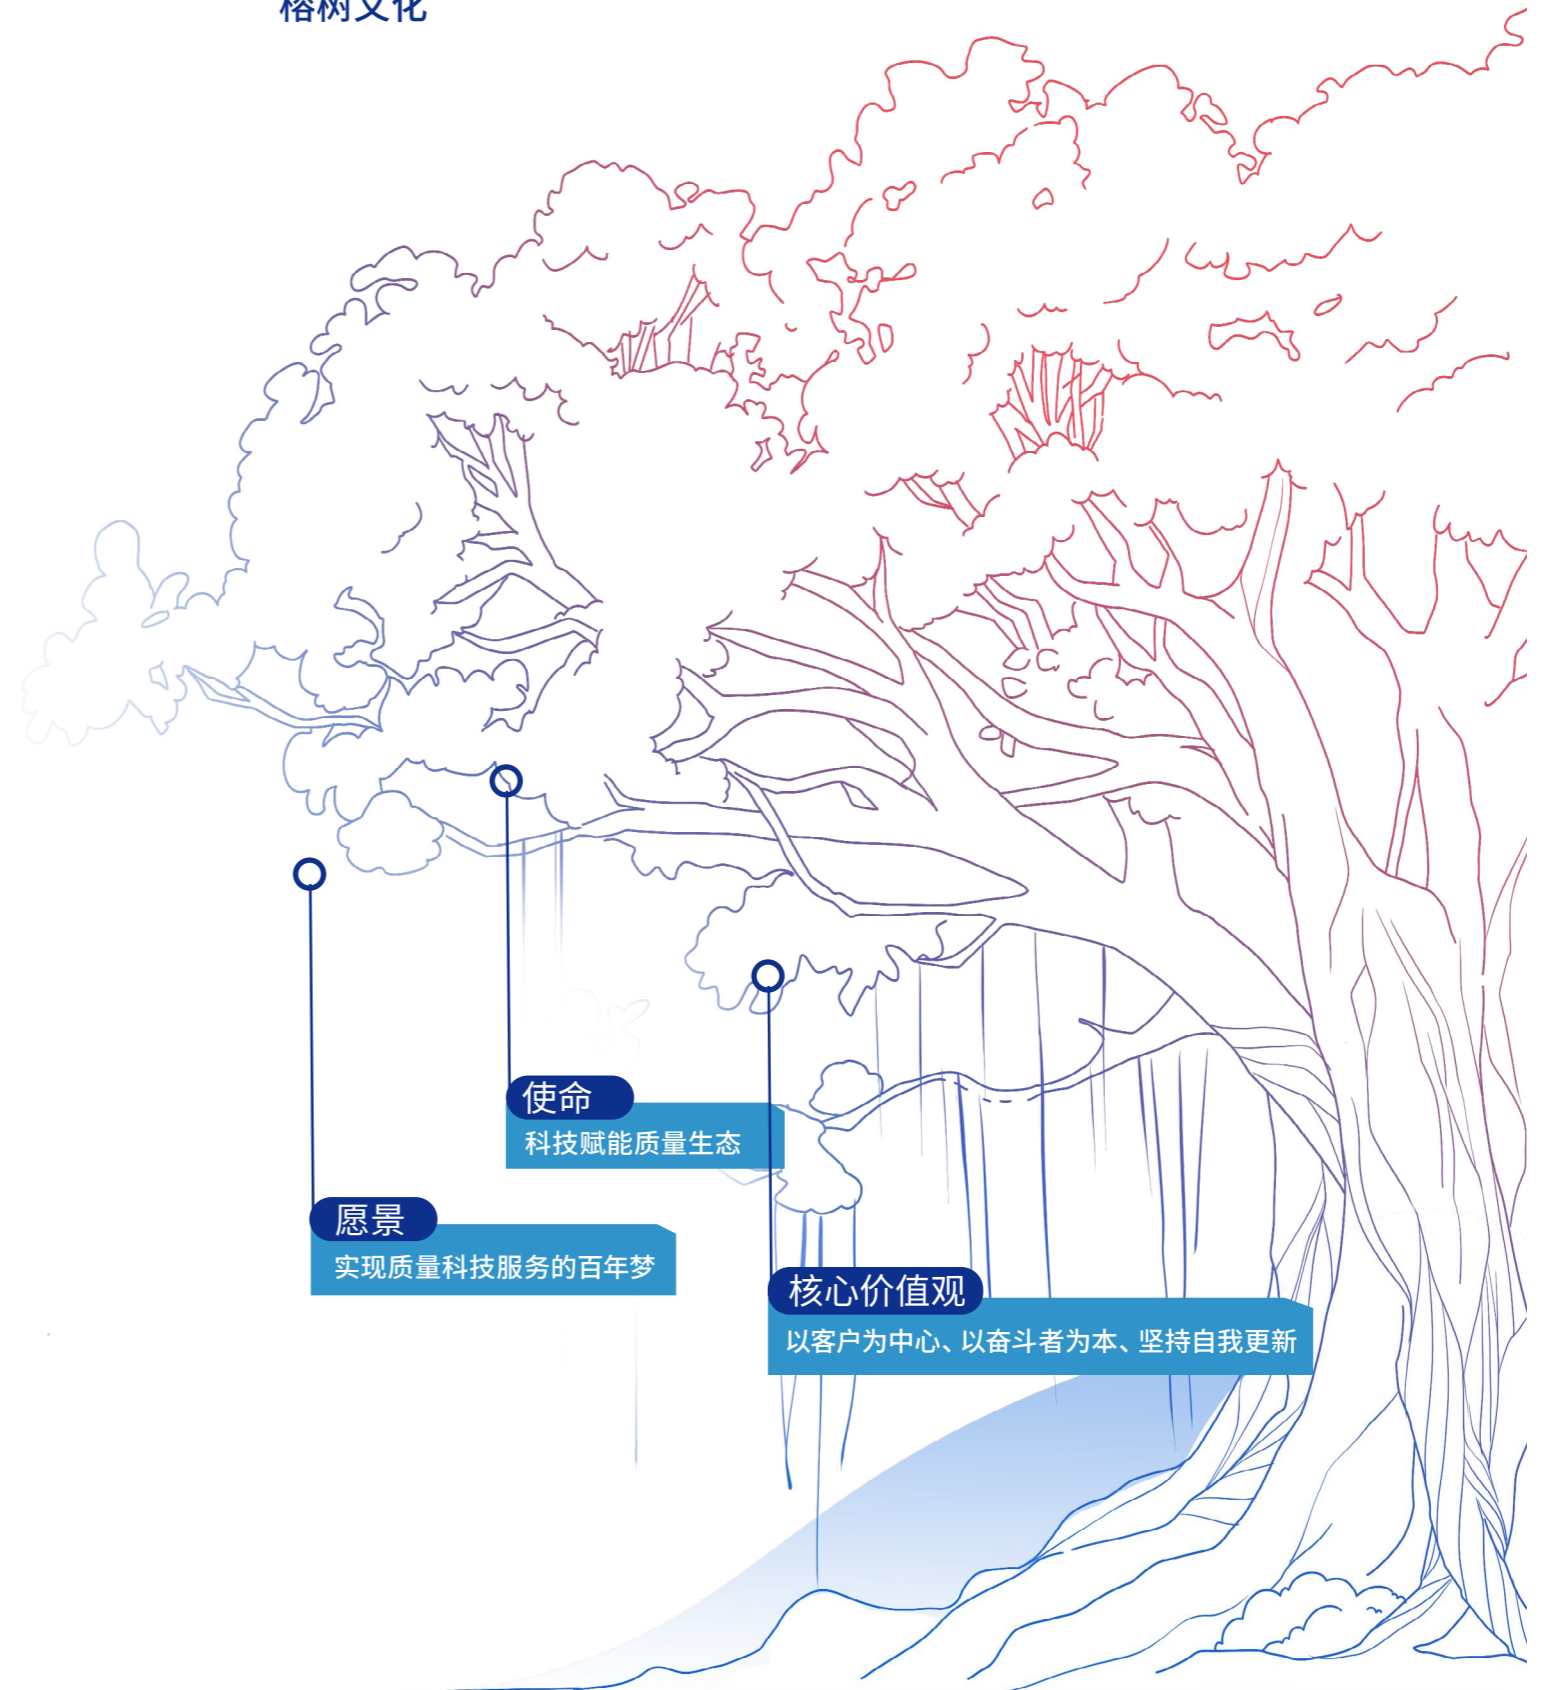 榕树文化
使命
科技赋能质量生态
愿景
实现质量科技服务的百年梦
核心价值观
以客户为中心、以奋斗者为本、坚持自我更新